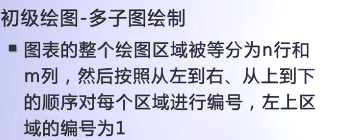 初级绘图-多子图绘制
▪ 图表的整个绘图区域被等分为n行和
m列，然后按照从左到右、从上到下
的顺序对每个区域进行编号，左上区
域的编号为1